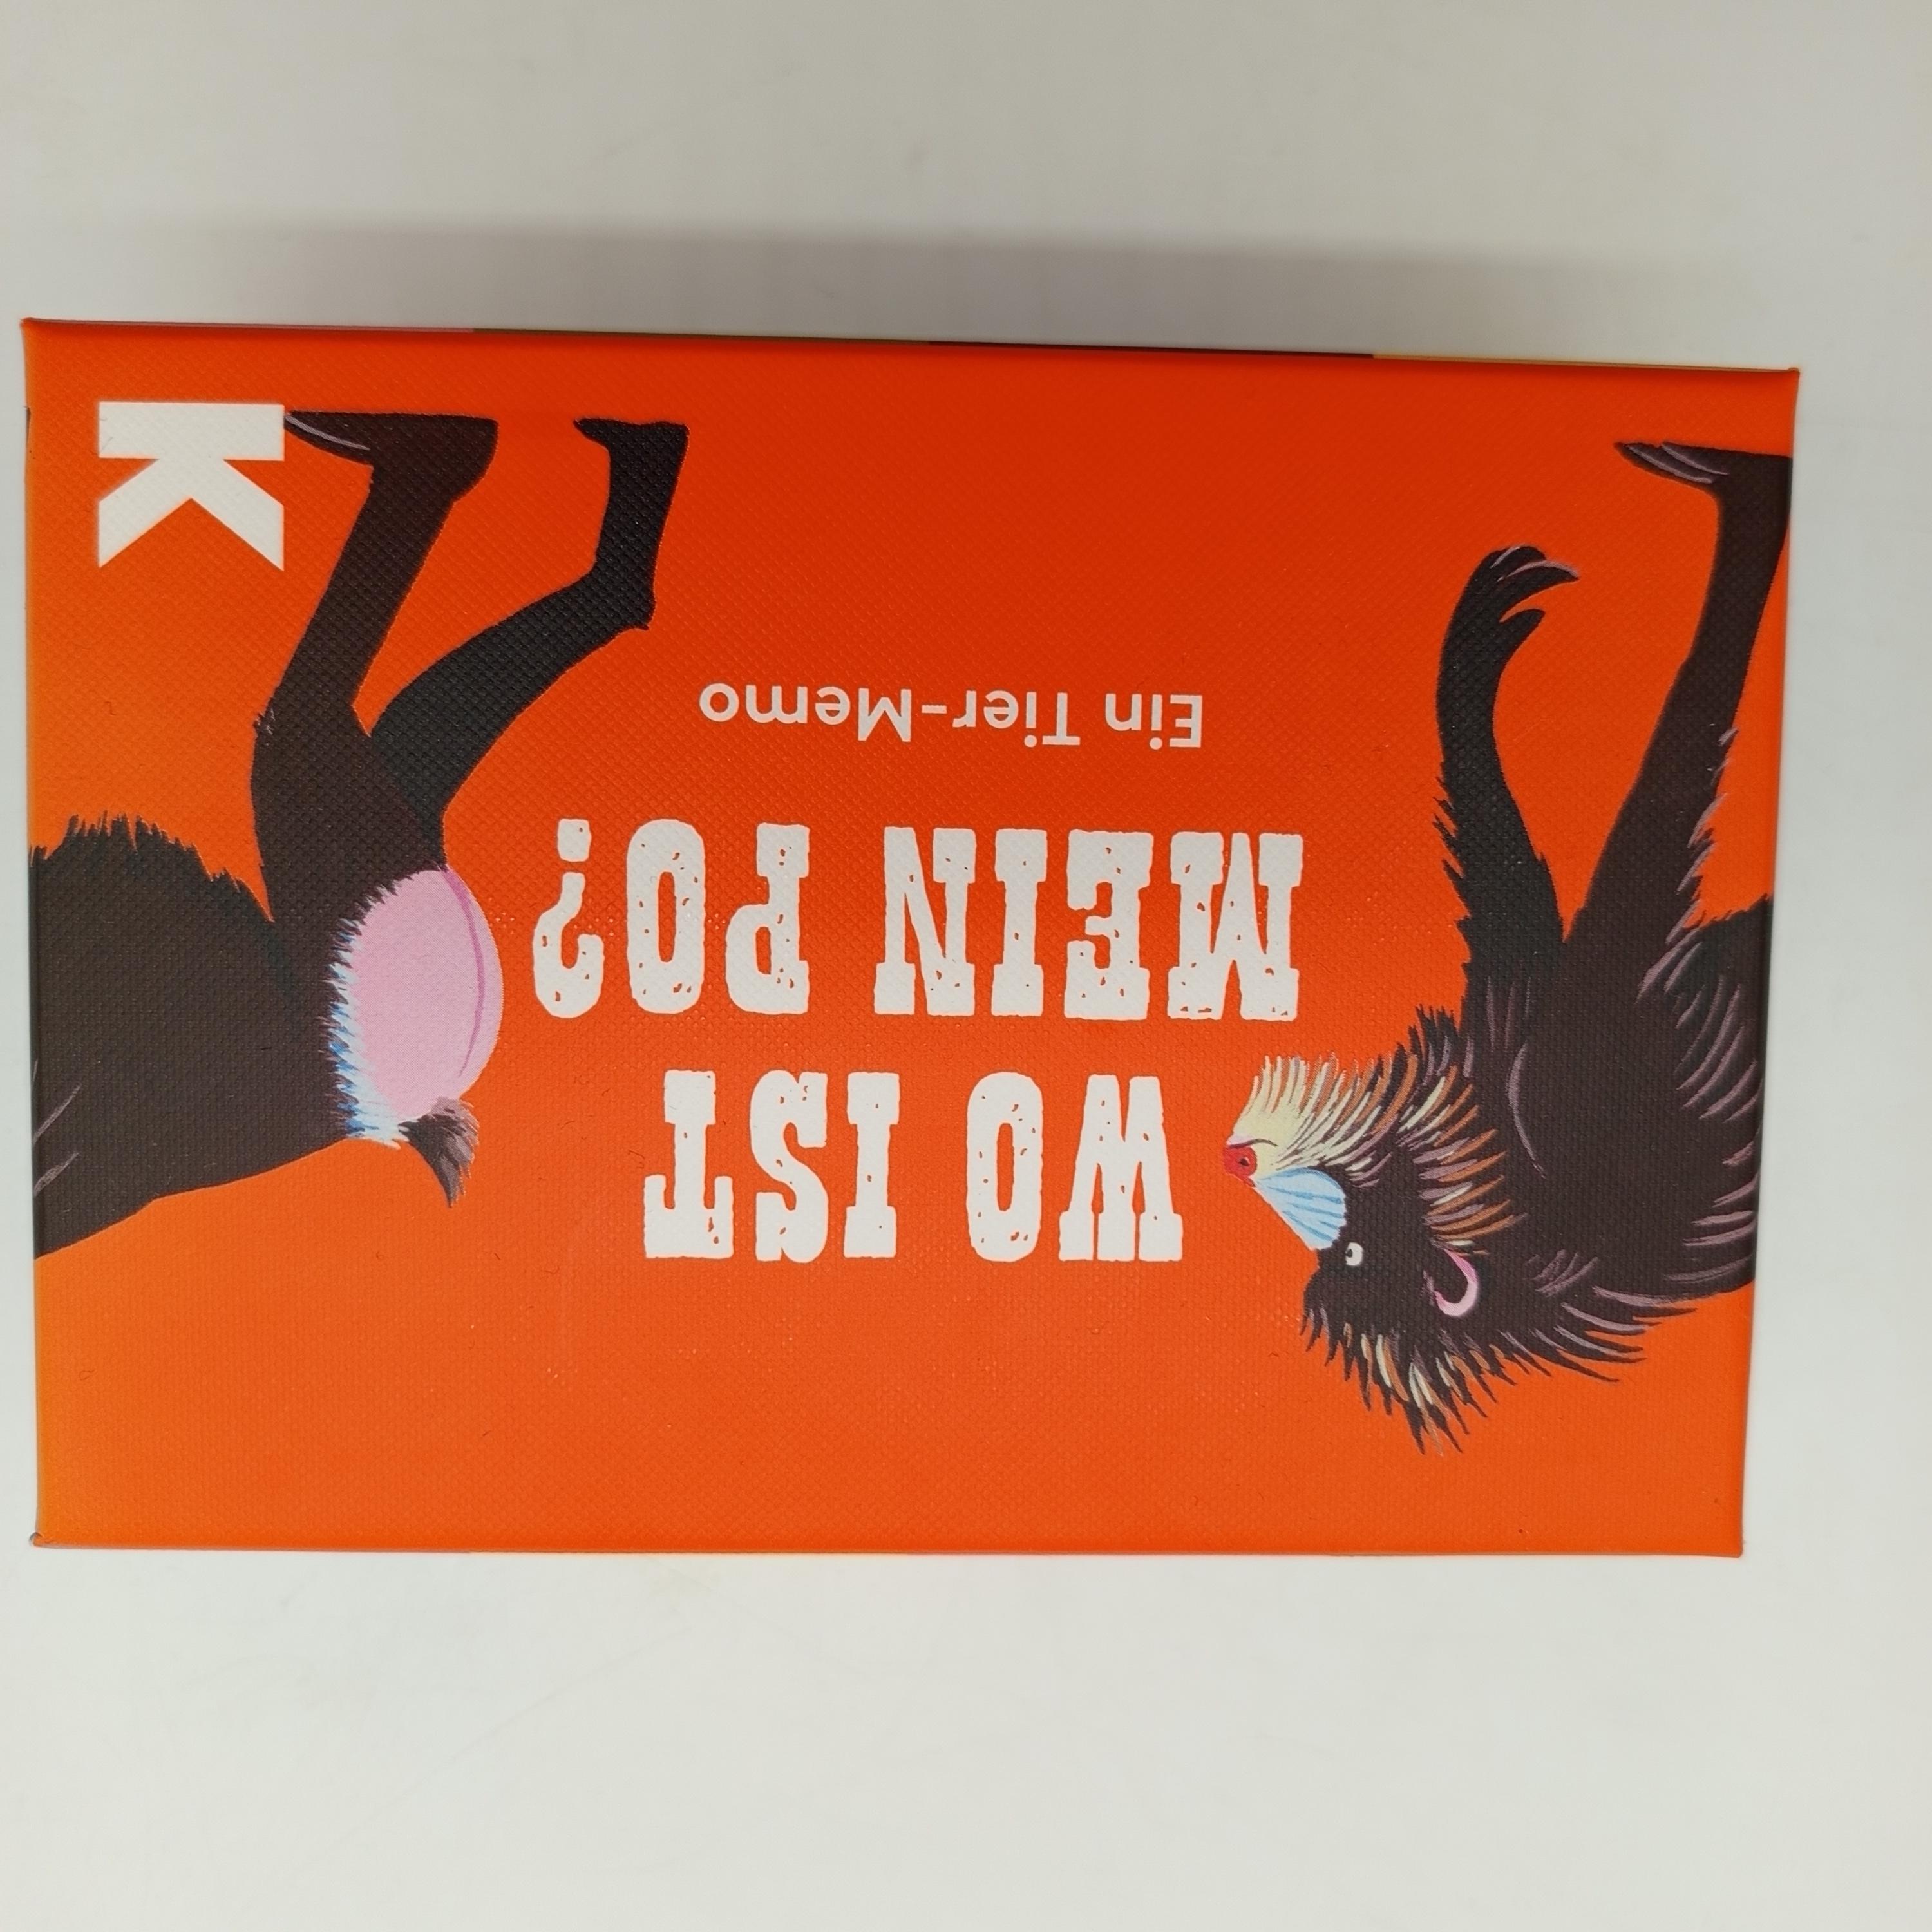 WO IST
MEIN PO?
Ein Tier-Memo
K